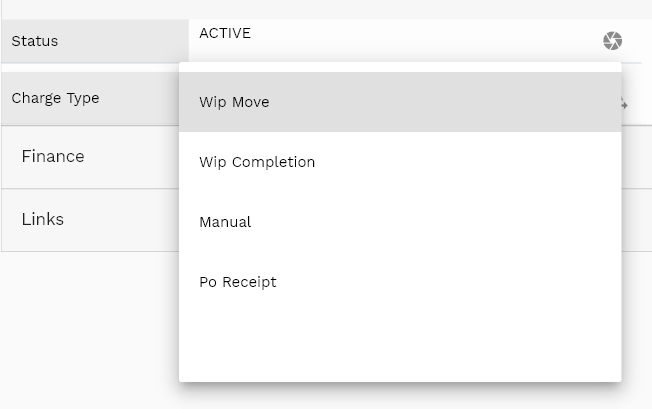 Status
ACTIVE
Charge Type
Wip Move
Finance
Wip Completion
Links
Manual
Po Receipt